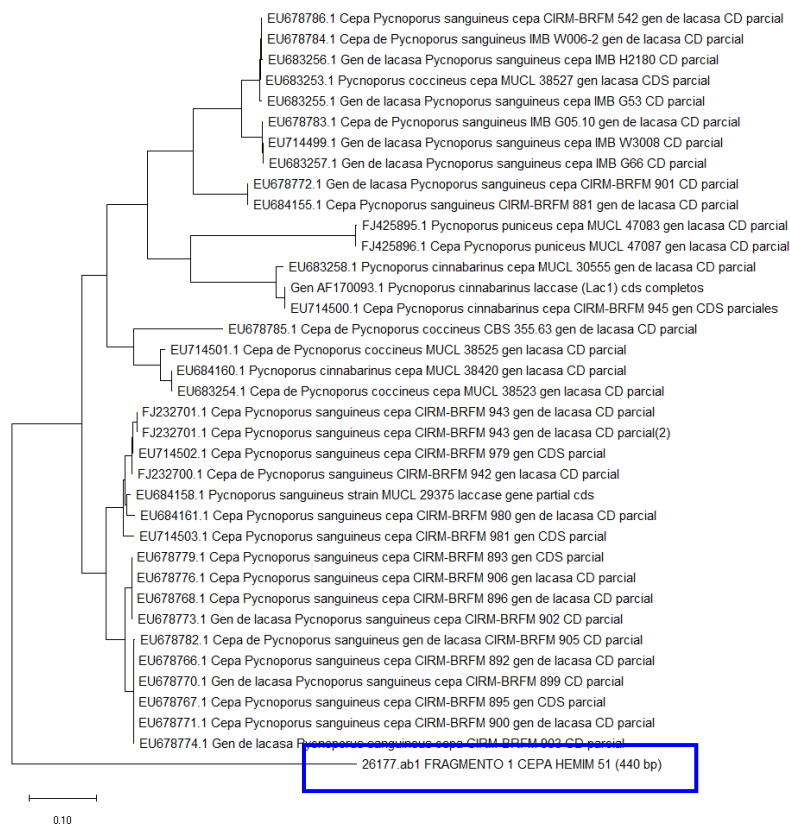 EU678786.1 Cepa Pycnoporus sanguineus cepa CIRM-BRFM 542 gen de lacasa CD parcial
EU678784.1 Cepa de Pycnoporus sanguineus IMB W006-2 gen de lacasa CD parcial
EU683256.1 Gen de lacasa Pycnoporus sanguineus cepa IMB H2180 CD parcial
EU683253.1 Pycnoporus coccineus cepa MUCL 38527 gen lacasa CDS parcial
EU683255.1 Gen de lacasa Pycnoporus sanguineus cepa IMB G53 CD parcial
EU678783.1 Cepa de Pycnoporus sanguineus IMB G05.10 gen de lacasa CD parcial
EU714499.1 Gen de lacasa Pycnoporus sanguineus cepa IMB W3008 CD parcial
EU683257.1 Gen de lacasa Pycnoporus sanguineus cepa IMB G66 CD parcial
EU678772.1 Gen de lacasa Pycnoporus sanguineus cepa CIRM-BRFM 901 CD parcial
EU684155.1 Cepa Pycnoporus sanguineus CIRM-BRFM 881 gen de lacasa CD parcial
FJ425895.1 Pycnoporus puniceus cepa MUCL 47083 gen lacasa CD parcial
FJ425896.1 Cepa Pycnoporus puniceus MUCL 47087 gen lacasa CD parcial
EU683258.1 Pycnoporus cinnabarinus cepa MUCL 30555 gen de lacasa CD parcial
Gen AF170093.1 Pycnoporus cinnabarinus laccase (Lac1) cds completos
EU714500.1 Cepa Pycnoporus cinnabarinus cepa CIRM-BRFM 945 gen CDS parciales
EU678785.1 Cepa de Pycnoporus coccineus CBS 355.63 gen de lacasa CD parcial
EU714501.1 Cepa de Pycnoporus coccineus MUCL 38525 gen lacasa CD parcial
EU684160.1 Pycnoporus cinnabarinus cepa MUCL 38420 gen lacasa CD parcial
EU683254.1 Cepa de Pycnoporus coccineus cepa MUCL 38523 gen lacasa CD parcial
FJ232701.1 Cepa Pycnoporus sanguineus cepa CIRM-BRFM 943 gen de lacasa CD parcial
FJ232701.1 Cepa Pycnoporus sanguineus cepa CIRM-BRFM 943 gen de lacasa CD parcial(2)
EU714502.1 Cepa Pycnoporus sanguineus cepa CIRM-BRFM 979 gen CDS parcial
FJ232700.1 Cepa de Pycnoporus sanguineus CIRM-BRFM 942 gen lacasa CD parcial
EU684158.1 Pycnoporus sanguineus strain MUCL 29375 laccase gene partial cds
EU684161.1 Cepa Pycnoporus sanguineus cepa CIRM-BRFM 980 gen de lacasa CD parcial
EU714503.1 Cepa Pycnoporus sanguineus cepa CIRM-BRFM 981 gen CDS parcial
EU678779.1 Cepa Pycnoporus sanguineus cepa CIRM-BRFM 893 gen CDS parcial
EU678776.1 Cepa Pycnoporus sanguineus cepa CIRM-BRFM 906 gen lacasa CD parcial
EU678768.1 Cepa Pycnoporus sanguineus cepa CIRM-BRFM 896 gen de lacasa CD parcial
EU678773.1 Gen de lacasa Pycnoporus sanguineus cepa CIRM-BRFM 902 CD parcial
EU678782.1 Cepa de Pycnoporus sanguineus gen de lacasa CIRM-BRFM 905 CD parcial
EU678766.1 Cepa Pycnoporus sanguineus cepa CIRM-BRFM 892 gen de lacasa CD parcial
EU678770.1 Gen de lacasa Pycnoporus sanguineus cepa CIRM-BRFM 899 CD parcial
EU678767.1 Cepa Pycnoporus sanguineus cepa CIRM-BRFM 895 gen CDS parcial
EU678771.1 Cepa Pycnoporus sanguineus cepa CIRM-BRFM 900 gen de lacasa CD parcial
EU678774.1 Gen de lacasa Pycnoporus sanguineus cepa CIRM-BRFM 903 CD parcial
26177.ab1 FRAGMENTO 1 CEPA HEMIM 51 (440 bp)
0.10